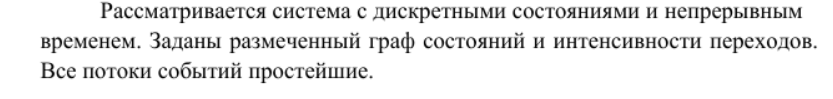 Рассматривается система с дискретными состояниями и непрерывным
временем. Заданы размеченный граф состояний и интенсивности переходов.
Все потоки событий простейшие.